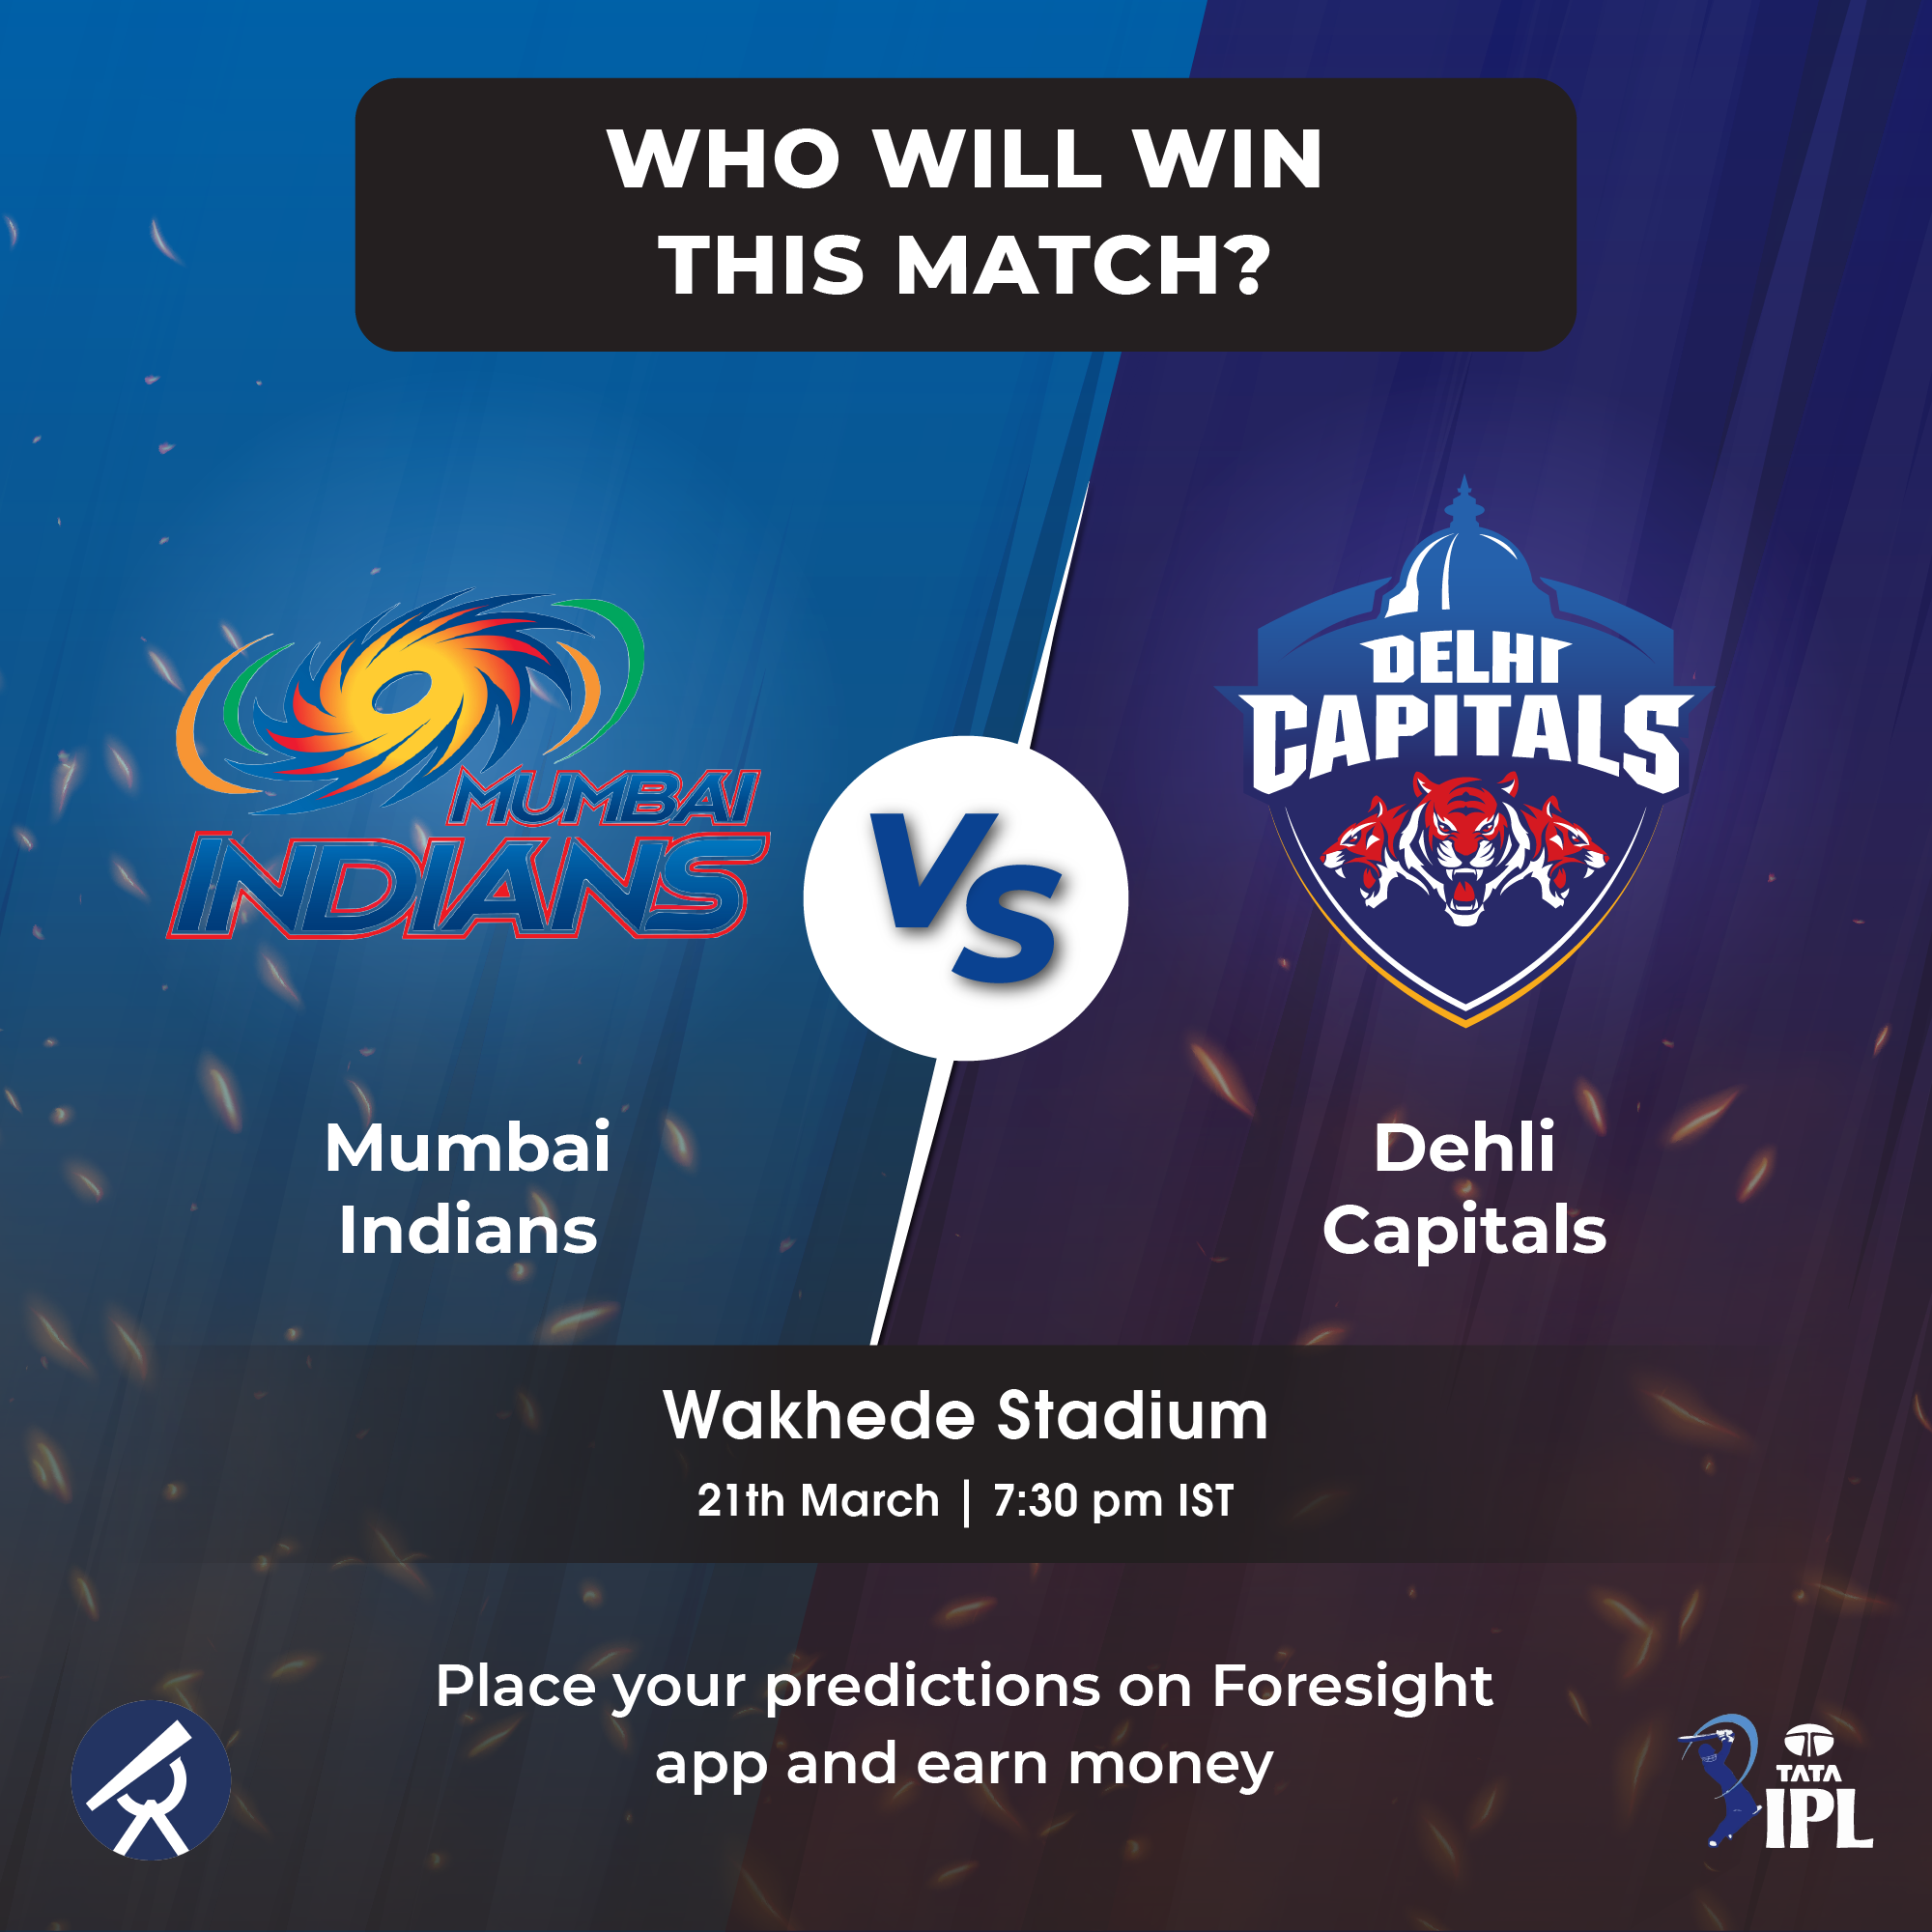 WHO WILL WIN
THIS MATCH?
MUMBAI
INDIANS
VS
DELHI
CAPITALS
Mumbai
Indians
Dehli
Capitals
Wakhede Stadium
21th March | 7:30 pm IST
Place your predictions on Foresight
app and earn money
TATA
IPL